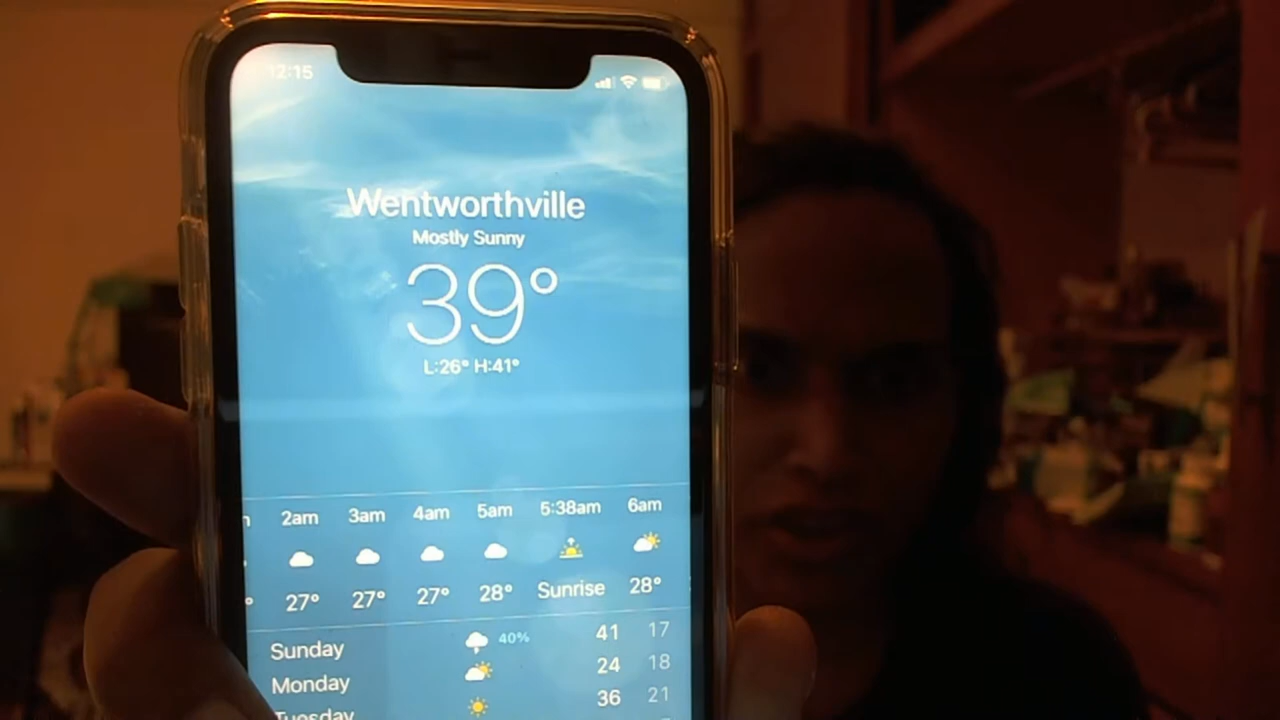 12:15
Wentworthville
Mostly Sunny
39°
L:26° H:41°
2am 3am 4am 5am 5:38am 6am
27° 27° 27° 28° Sunrise 28°
Sunday 40% 41 17
Monday 24 18
Tuesday 36 21